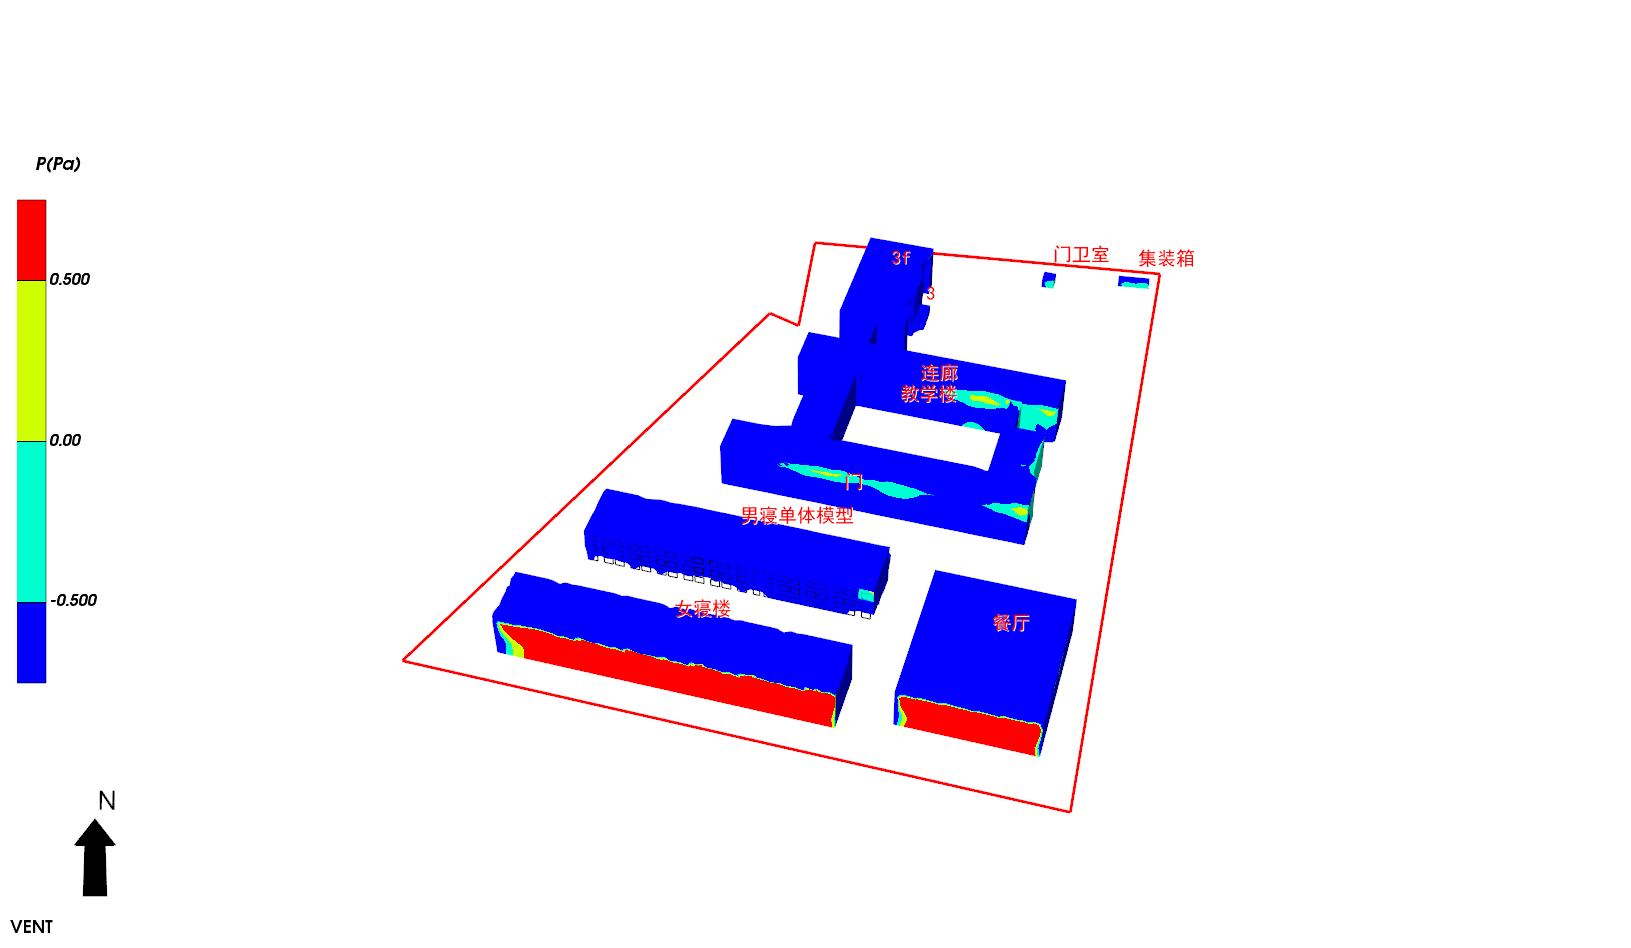 P(Pa)
0.500
0.00
-0.500
3f
门卫室
集装箱
3
连廊
教学楼
门
男寝单体模型
女寝楼
餐厅
N
VENT